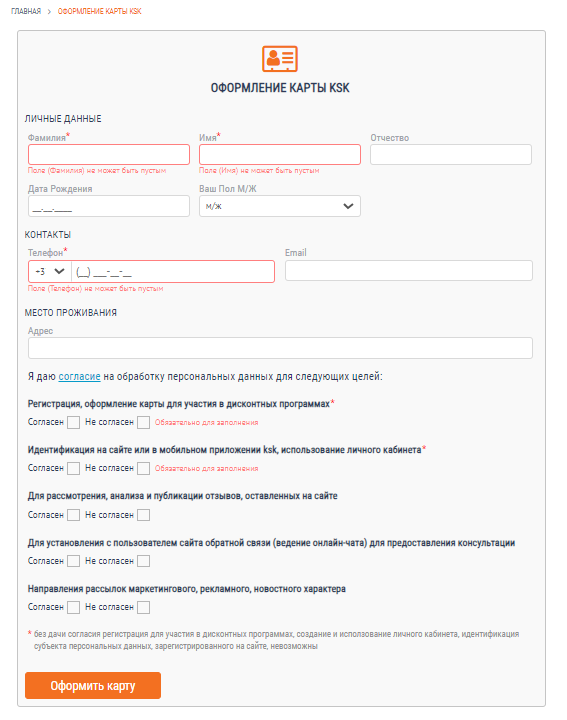 ГЛАВНАЯ > ОФОРМЛЕНИЕ КАРТЫ KSK
ОФОРМЛЕНИЕ КАРТЫ KSK
ЛИЧНЫЕ ДАННЫЕ
Фамилия* Имя* Отчество
Поле (Фамилия) не может быть пустым Поле (Имя) не может быть пустым
Дата Рождения Ваш Пол М/Ж
__.__.____ м/ж
КОНТАКТЫ
Телефон* Email
+3 (__) ___-__-__
Поле (Телефон) не может быть пустым
МЕСТО ПРОЖИВАНИЯ
Адрес
Я даю согласие на обработку персональных данных для следующих целей:
Регистрация, оформление карты для участия в дисконтных программах*
Согласен Не согласен Обязательно для заполнения
Идентификация на сайте или в мобильном приложении ksk, использование личного кабинета*
Согласен Не согласен Обязательно для заполнения
Для рассмотрения, анализа и публикации отзывов, оставленных на сайте
Согласен Не согласен
Для установления с пользователем сайта обратной связи (ведение онлайн-чата) для предоставления консультации
Согласен Не согласен
Направления рассылок маркетингового, рекламного, новостного характера
Согласен Не согласен
* без дачи согласия регистрация для участия в дисконтных программах, создание и исползование личного кабинета, идентификация
субъекта персональных данных, зарегистрированного на сайте, невозможны
Оформить карту